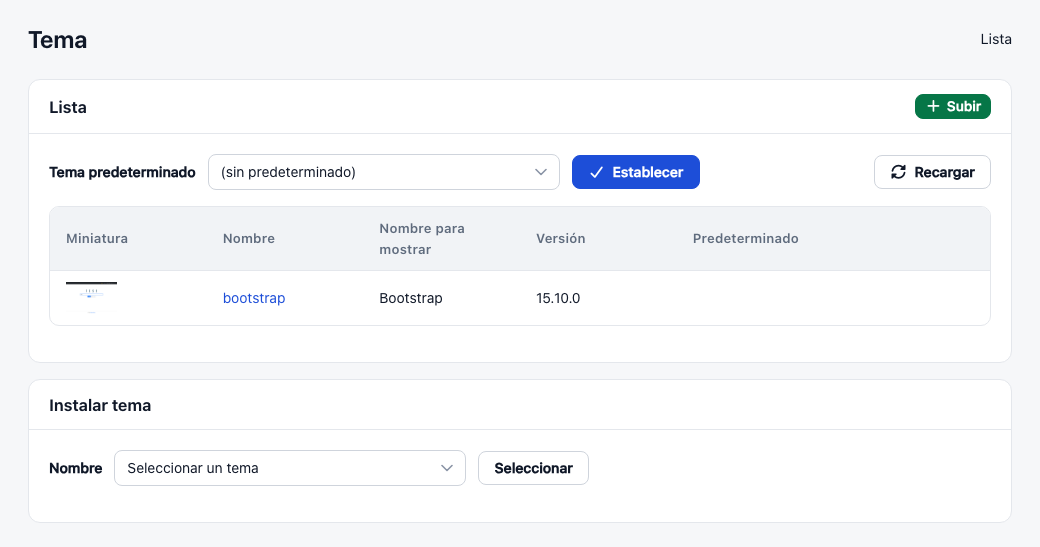 Tema
Lista
Lista
Subir
Tema predeterminado
(sin predeterminado)
Establecer
Recargar
Miniatura
Nombre
Nombre para
mostrar
Versión
Predeterminado
bootstrap
Bootstrap
15.10.0
Instalar tema
Nombre
Seleccionar un tema
Seleccionar